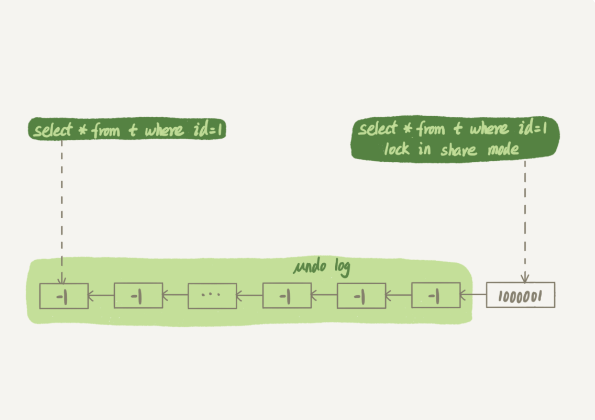 select * from t where id=1
select * from t where id=1
lock in share mode
undo log
-1
-1
...
-1
-1
-1
1000001